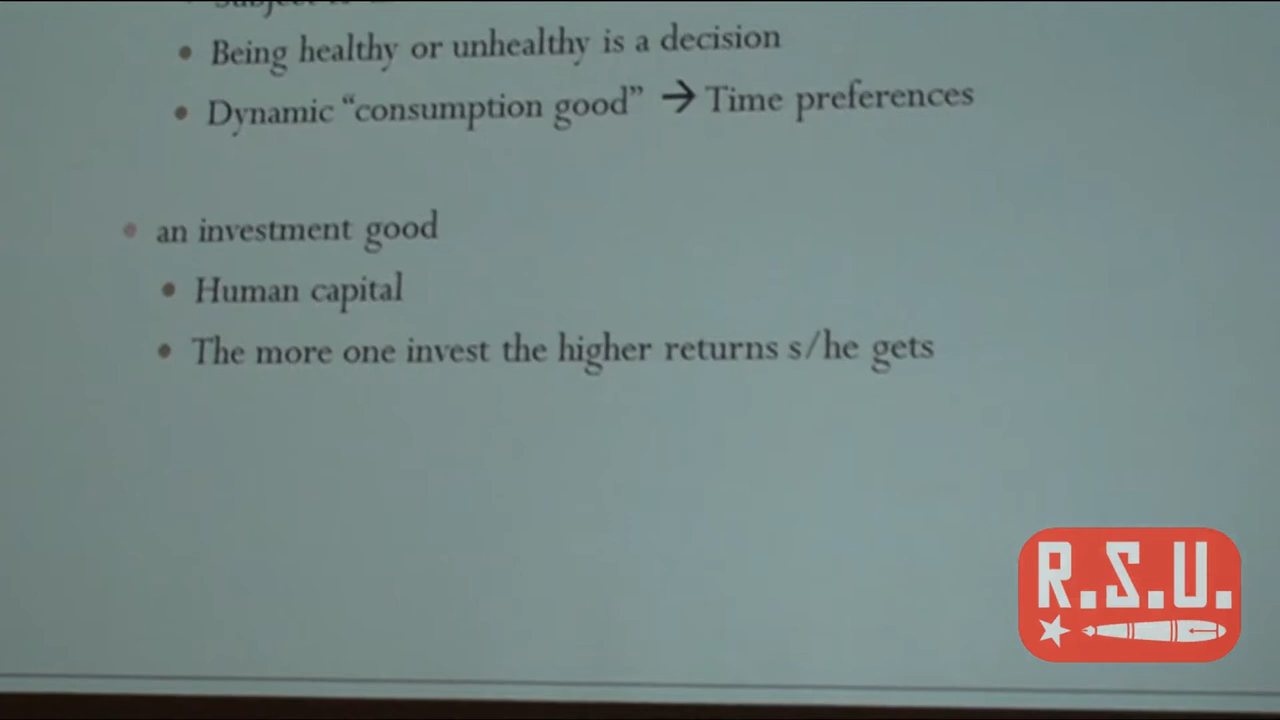 • Being healthy or unhealthy is a decision
• Dynamic “consumption good” → Time preferences
• an investment good
• Human capital
• The more one invest the higher returns s/he gets
R.S.U.